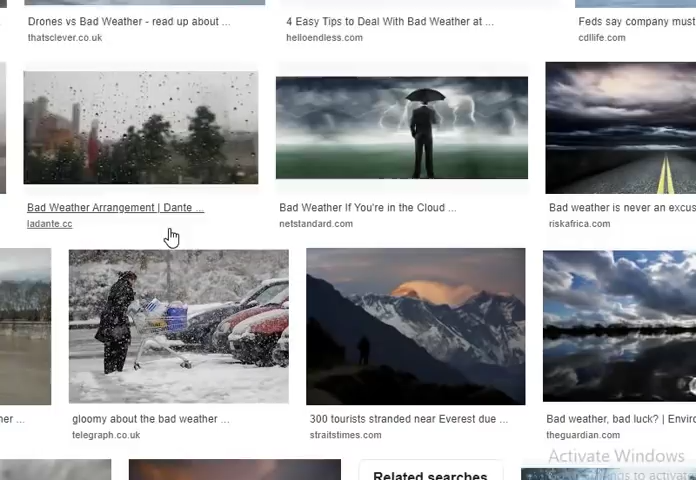 Drones vs Bad Weather - read up about ...
4 Easy Tips to Deal With Bad Weather at ...
Feds say company must
thatsclever.co.uk
helloendless.com
cdllife.com
Bad Weather Arrangement | Dante ...
Bad Weather If You're in the Cloud ...
Bad weather is never an excus
ladante.cc
netstandard.com
riskafrica.com
her ...
gloomy about the bad weather ...
300 tourists stranded near Everest due ...
Bad weather, bad luck? | Enviro
telegraph.co.uk
straitstimes.com
theguardian.com
Activate Windows
Related searches
ngs to activate